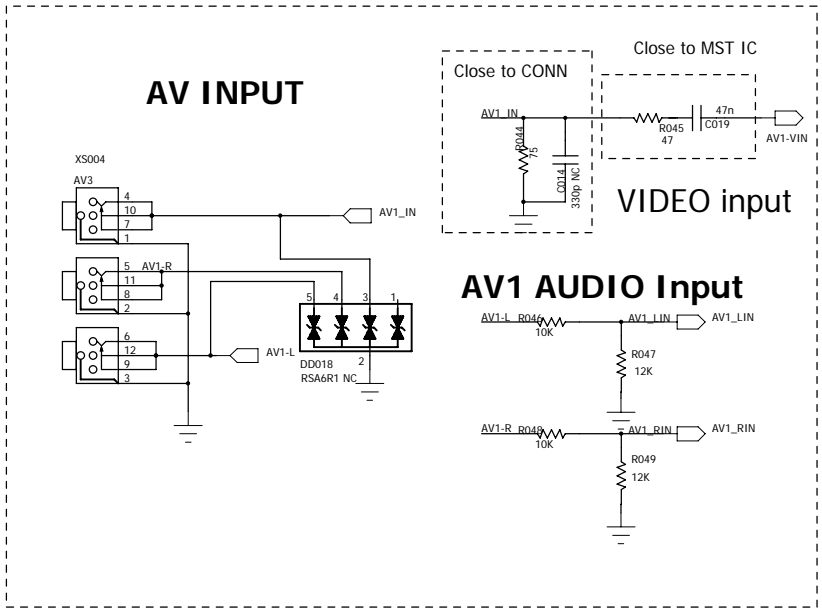 AV INPUT
Close to CONN
Close to MST IC
AV1_IN
R044
75
C014
330p NC
R045
47
47n
C019
AV1-VIN
VIDEO input
XS004
AV3
4
10
7
1
AV1_IN
5 AV1-R
11
8
2
6
12
9
3
AV1-L
5 4 3 1
2
DD018
RSA6R1 NC
AV1 AUDIO Input
AV1-L R046 AV1_LIN AV1_LIN
10K
R047
12K
AV1-R R048 AV1_RIN AV1_RIN
10K
R049
12K